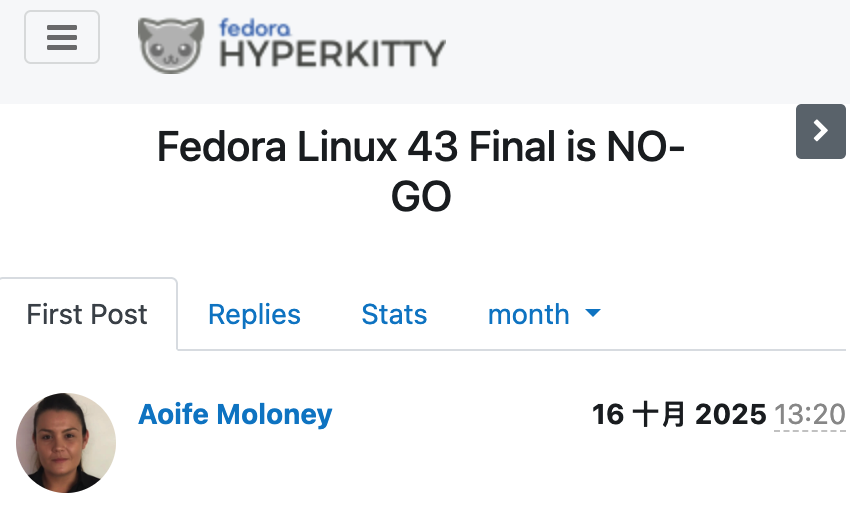 fedora
HYPERKITTY
Fedora Linux 43 Final is NO-
GO
First Post
Replies
Stats
month
Aoife Moloney
16 十月 2025 13:20